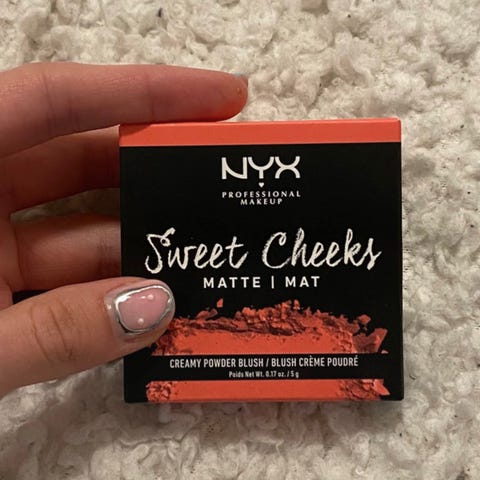 NYX
PROFESSIONAL
MAKEUP
Sweet Cheeks
MATTE | MAT
CREAMY POWDER BLUSH / BLUSH CRÈME POUDRÉ
Poids Net Wt. 0.17 oz. / 5 g